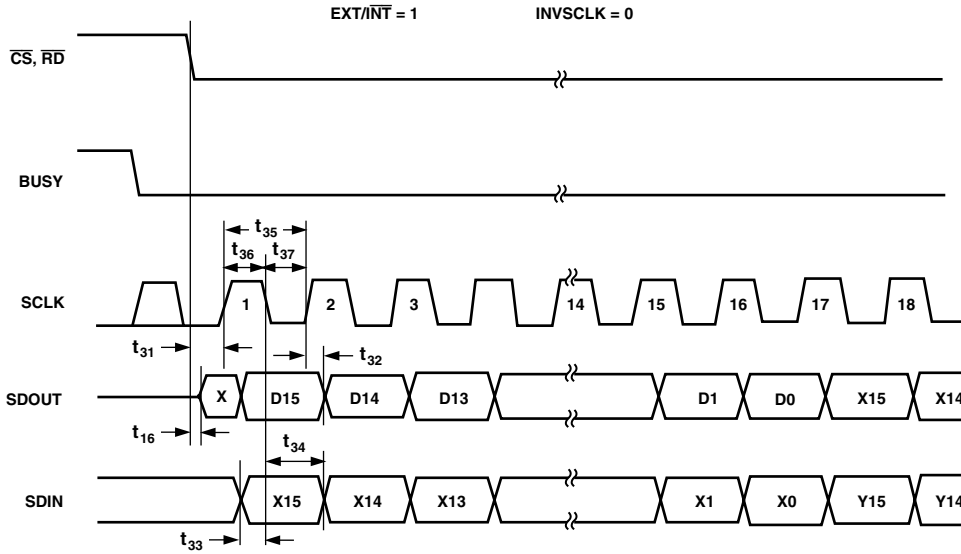 EXT/INT = 1 INVSCLK = 0
CS, RD
BUSY
t35
t36 t37
SCLK 1 2 3 14 15 16 17 18
t31 t32
SDOUT X D15 D14 D13 D1 D0 X15 X14
t16 t34
SDIN X15 X14 X13 X1 X0 Y15 Y14
t33